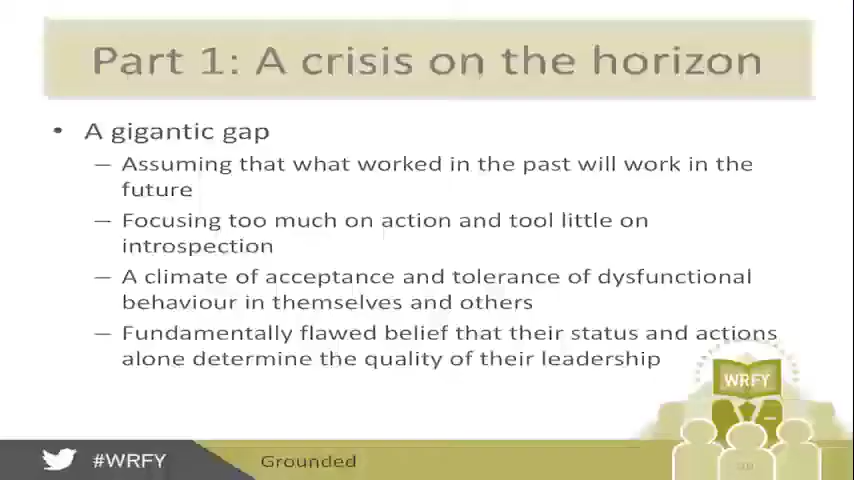 Part 1: A crisis on the horizon
• A gigantic gap
– Assuming that what worked in the past will work in the
future
– Focusing too much on action and tool little on
introspection
– A climate of acceptance and tolerance of dysfunctional
behaviour in themselves and others
– Fundamentally flawed belief that their status and actions
alone determine the quality of their leadership
WRFY
#WRFY
Grounded